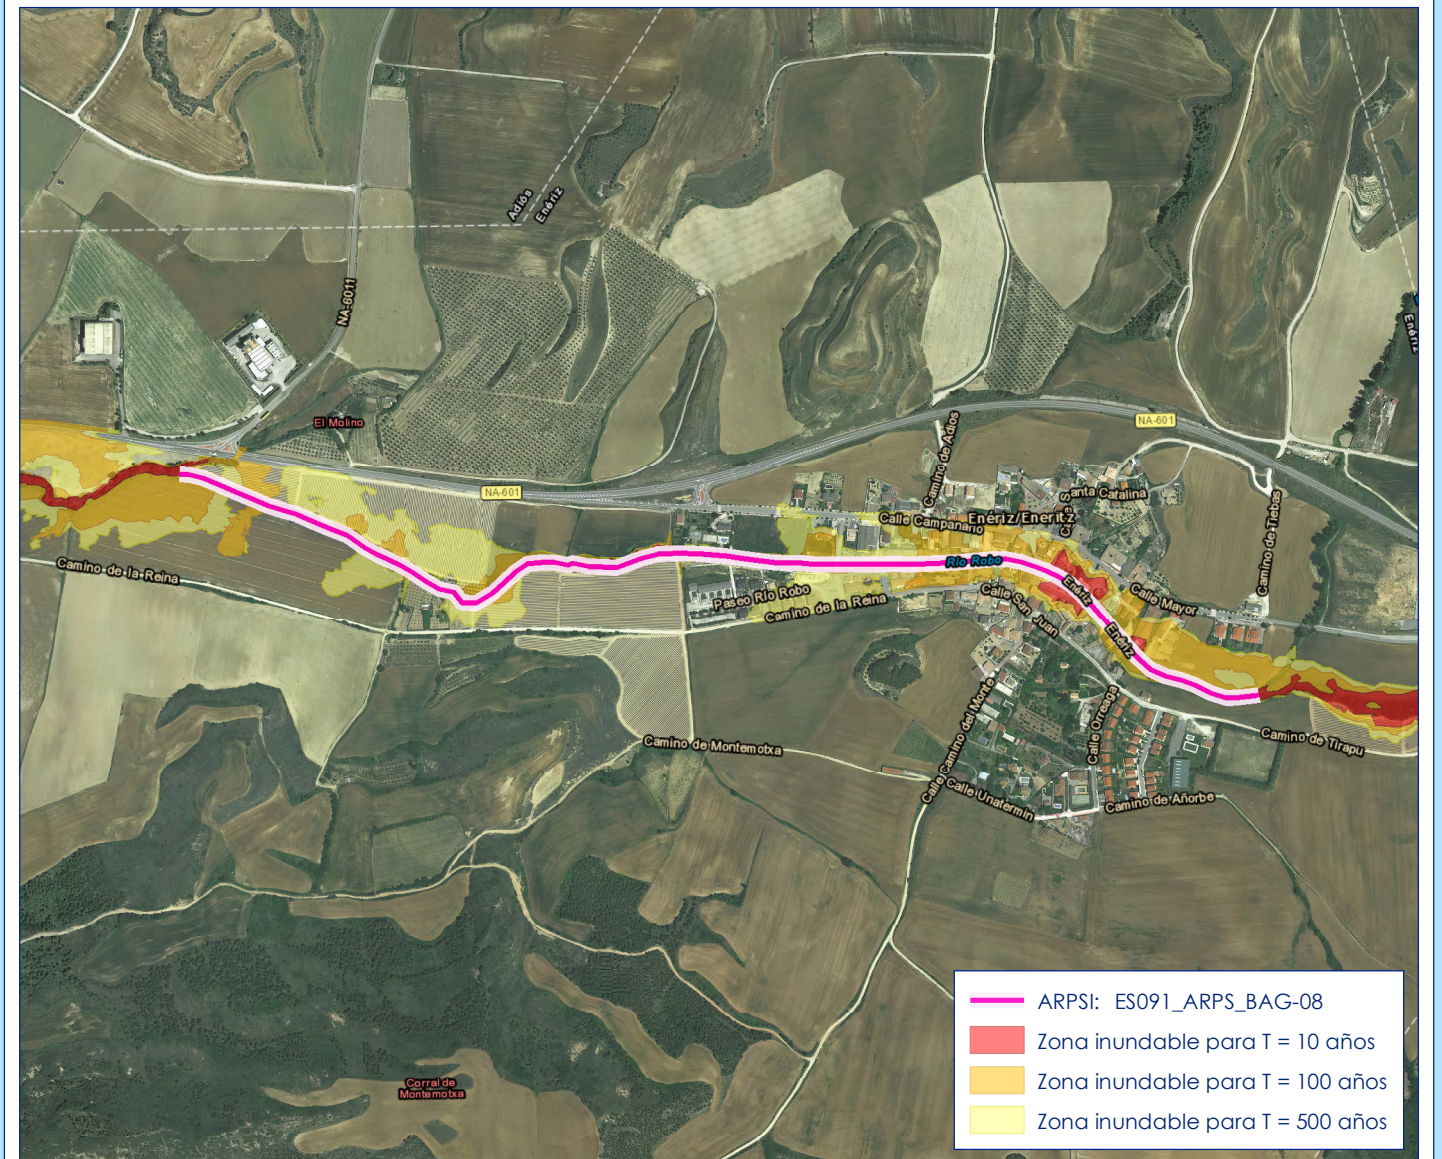 Adiós
Enériz
NA-6011
Enériz
El Molino
NA-601
Camino de Adios
Santa Catalina
NA-601
Calle Campanario
Enériz/Eneritz
Camino de Trebas
Río Robo
Camino de la Reina
Paseo Río Robo
Camino de la Reina
Enériz
Calle Mayor
Calle San Juan
Enériz
Calle Camino del Monte
Calle Orreaga
Camino de Tirapu
Camino de Montemotxa
Calle Unatermin
Camino de Añorbe
Corral de
Montemotxa
ARPSI: ES091_ARPS_BAG-08
Zona inundable para T = 10 años
Zona inundable para T = 100 años
Zona inundable para T = 500 años